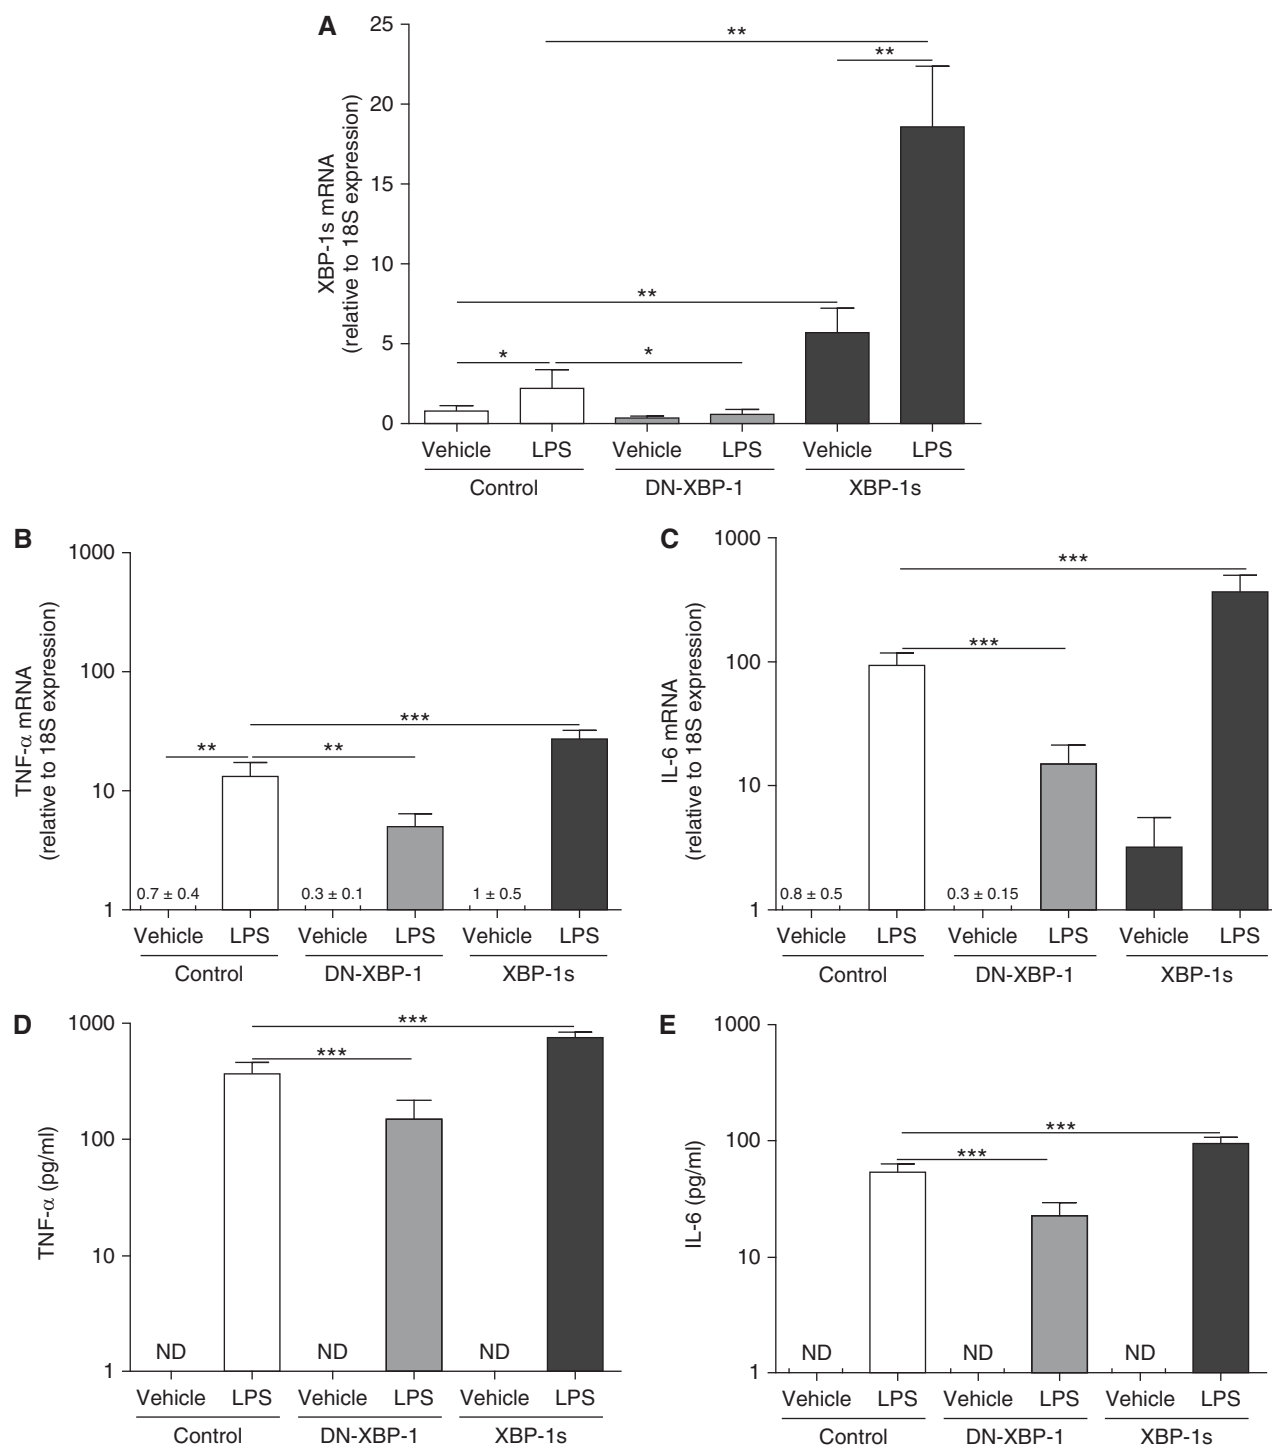 A
XBP-1s mRNA
(relative to 18S expression)
25
20
15
10
5
0
**
**
**
*
*
Vehicle LPS Vehicle LPS Vehicle LPS
Control DN-XBP-1 XBP-1s
B
TNF-α mRNA
(relative to 18S expression)
1000
100
10
1
***
**
**
0.7 ± 0.4 0.3 ± 0.1 1 ± 0.5
Vehicle LPS Vehicle LPS Vehicle LPS
Control DN-XBP-1 XBP-1s
C
IL-6 mRNA
(relative to 18S expression)
1000
100
10
1
***
***
0.8 ± 0.5 0.3 ± 0.15
Vehicle LPS Vehicle LPS Vehicle LPS
Control DN-XBP-1 XBP-1s
D
TNF-α (pg/ml)
1000
100
10
1
***
***
ND ND ND
Vehicle LPS Vehicle LPS Vehicle LPS
Control DN-XBP-1 XBP-1s
E
IL-6 (pg/ml)
1000
100
10
1
***
***
ND ND ND
Vehicle LPS Vehicle LPS Vehicle LPS
Control DN-XBP-1 XBP-1s